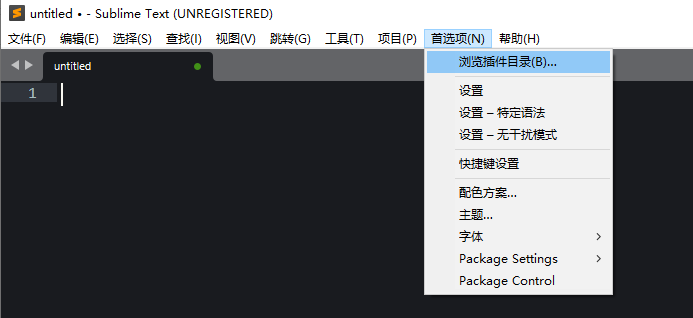 untitled • - Sublime Text (UNREGISTERED)
文件(F) 编辑(E) 选择(S) 查找(I) 视图(V) 跳转(G) 工具(T) 项目(P) 首选项(N) 帮助(H)
untitled
浏览插件目录(B)...
1
设置
设置 – 特定语法
设置 – 无干扰模式
快捷键设置
配色方案...
主题...
字体
Package Settings
Package Control